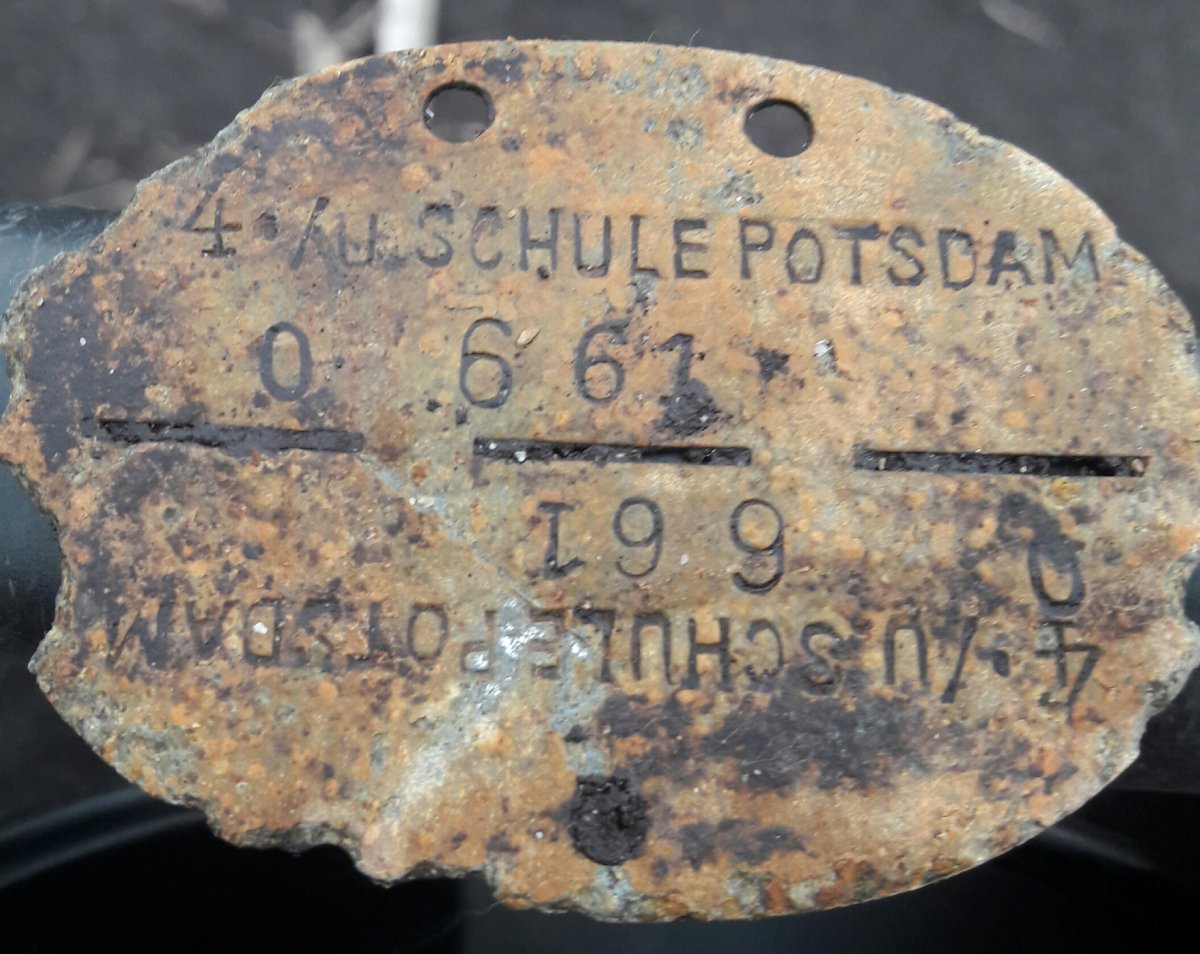 4./U.SCHULE POTSDAM
0 661
0 661
4./U SCHULE POTSDAM